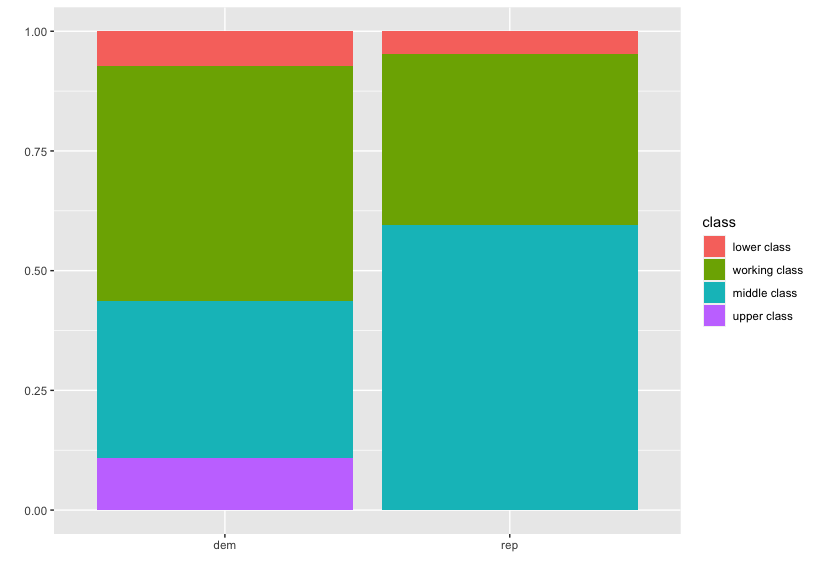 1.00
0.75
0.50
0.25
0.00
dem rep
class
lower class
working class
middle class
upper class